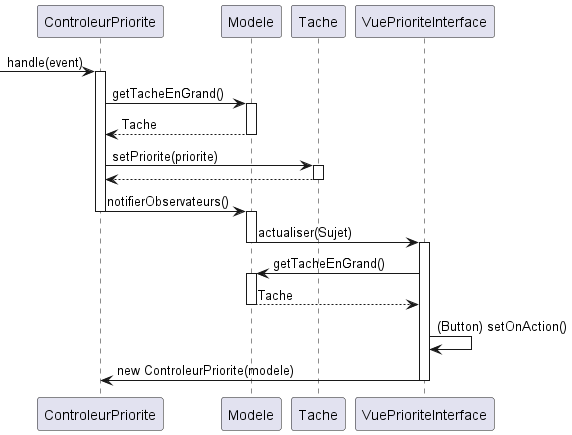 ControleurPriorite
Modele
Tache
VuePrioriteInterface
handle(event)
getTacheEnGrand()
Tache
setPriorite(priorite)
notifierObservateurs()
actualiser(Sujet)
getTacheEnGrand()
Tache
(Button) setOnAction()
new ControleurPriorite(modele)
ControleurPriorite
Modele
Tache
VuePrioriteInterface